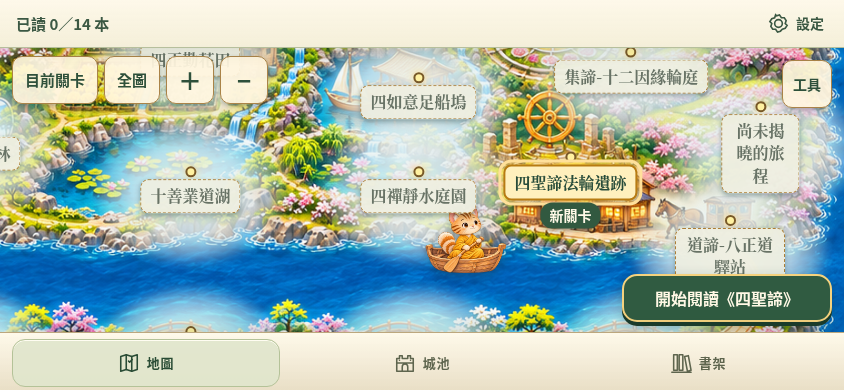 已讀 0／14 本
設定
目前關卡
全圖
＋
－
工具
四如意足船塢
集諦-十二因緣輪庭
尚未揭
曉的旅
程
林
十善業道湖
四禪靜水庭園
四聖諦法輪遺跡
新關卡
道諦-八正道
驛站
開始閱讀《四聖諦》
地圖
城池
書架